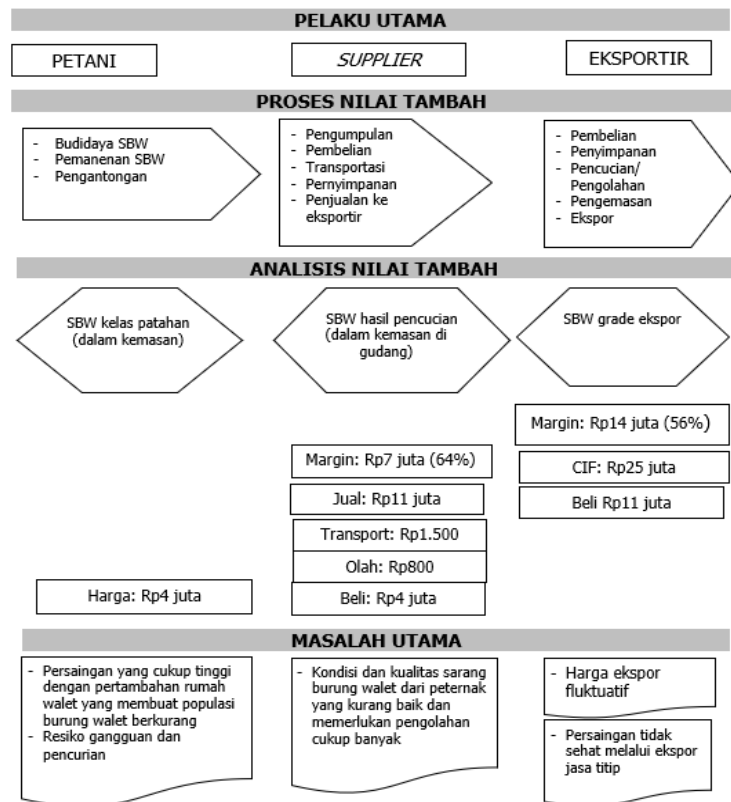 PELAKU UTAMA
PETANI
SUPPLIER
EKSPORTIR
PROSES NILAI TAMBAH
- Budidaya SBW
- Pemanenan SBW
- Pengantongan
- Pengumpulan
- Pembelian
- Transportasi
- Pernyimpanan
- Penjualan ke
eksportir
- Pembelian
- Penyimpanan
- Pencucian/
Pengolahan
- Pengemasan
- Ekspor
ANALISIS NILAI TAMBAH
SBW kelas patahan
(dalam kemasan)
SBW hasil pencucian
(dalam kemasan di
gudang)
SBW grade ekspor
Harga: Rp4 juta
Margin: Rp7 juta (64%)
Jual: Rp11 juta
Transport: Rp1.500
Olah: Rp800
Beli: Rp4 juta
Margin: Rp14 juta (56%)
CIF: Rp25 juta
Beli Rp11 juta
MASALAH UTAMA
- Persaingan yang cukup tinggi
dengan pertambahan rumah
walet yang membuat populasi
burung walet berkurang
- Resiko gangguan dan
pencurian
- Kondisi dan kualitas sarang
burung walet dari peternak
yang kurang baik dan
memerlukan pengolahan
cukup banyak
- Harga ekspor
fluktuatif
- Persaingan tidak
sehat melalui ekspor
jasa titip